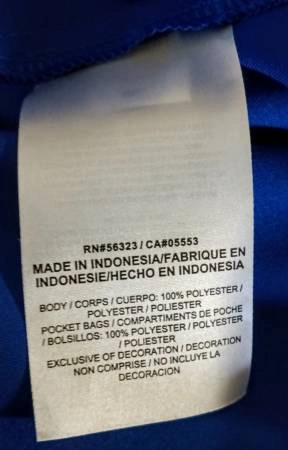 RN#56323 / CA#05553
MADE IN INDONESIA/FABRIQUE EN
INDONESIE/HECHO EN INDONESIA
BODY / CORPS / CUERPO: 100% POLYESTER /
POLYESTER / POLIESTER
POCKET BAGS / COMPARTIMENTS DE POCHE
/ BOLSILLOS: 100% POLYESTER / POLYESTER
/ POLIESTER
EXCLUSIVE OF DECORATION / DECORATION
NON COMPRISE / NO INCLUYE LA
DECORACION